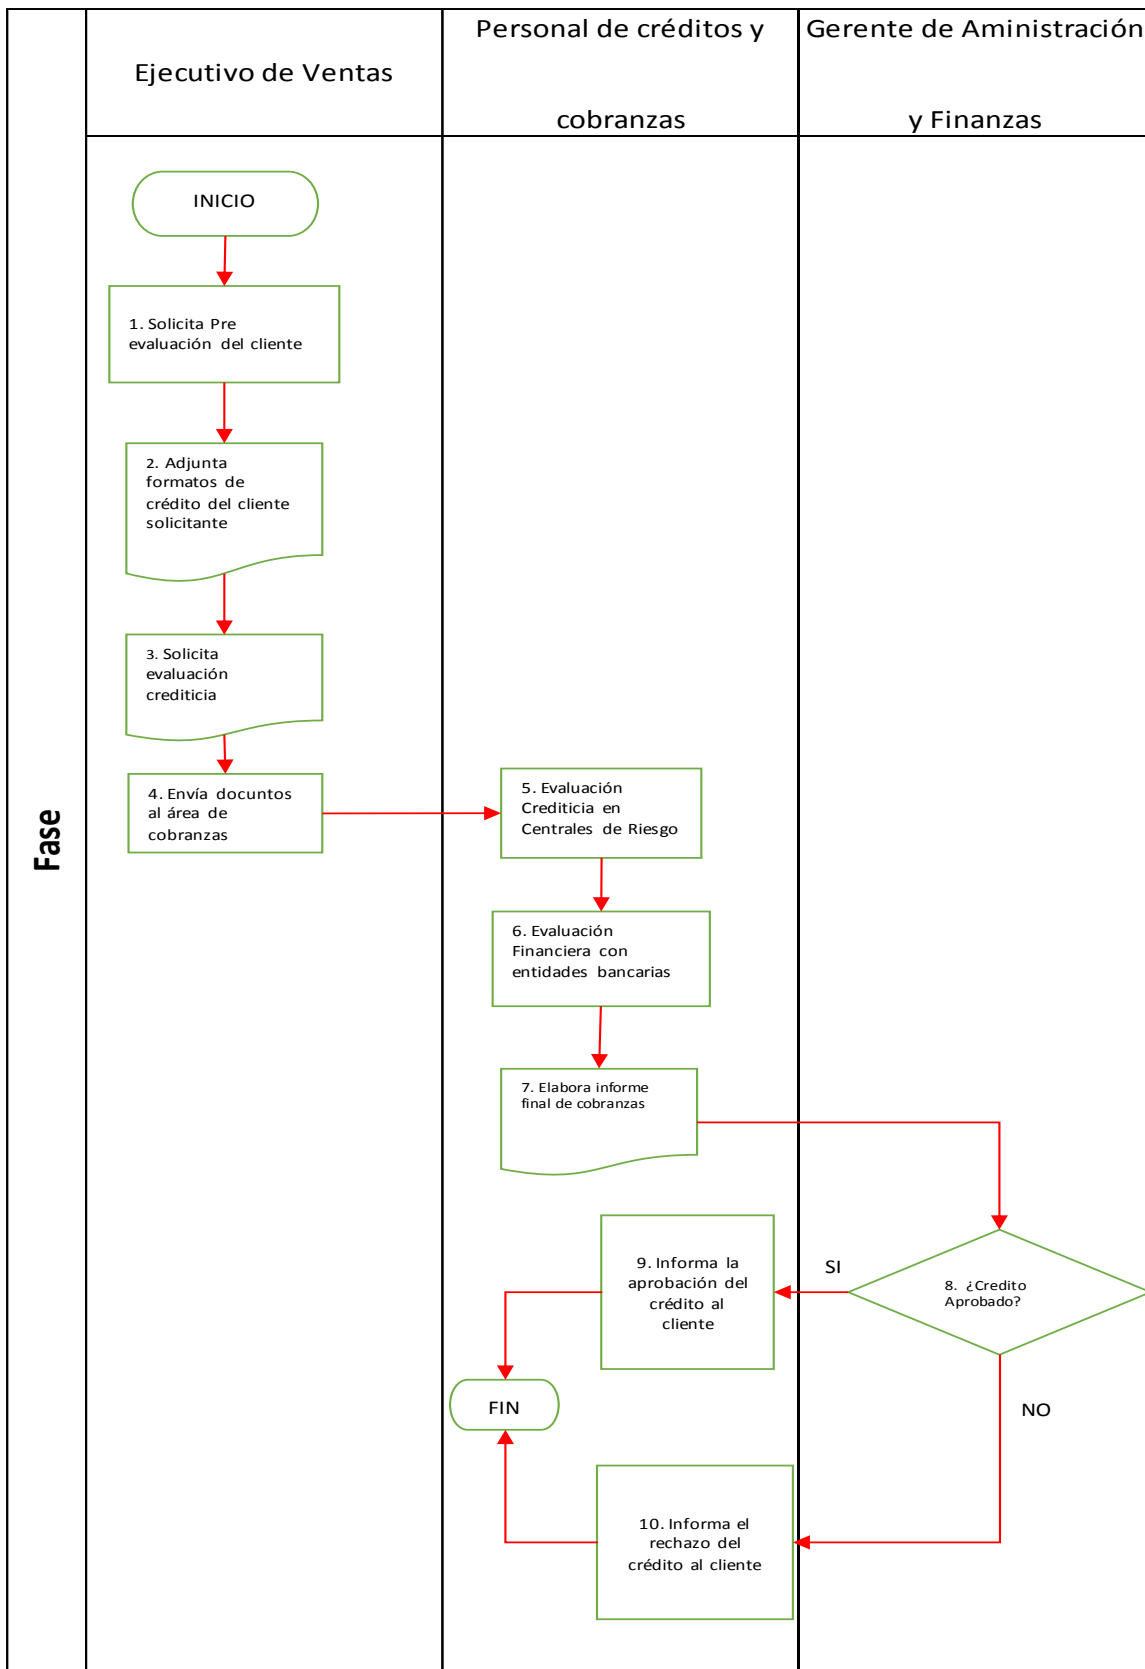 Ejecutivo de Ventas
Personal de créditos y
cobranzas
Gerente de Aministración
y Finanzas
Fase
INICIO
1. Solicita Pre
evaluación del cliente
2. Adjunta
formatos de
crédito del cliente
solicitante
3. Solicita
evaluación
crediticia
4. Envía docuntos
al área de
cobranzas
5. Evaluación
Crediticia en
Centrales de Riesgo
6. Evaluación
Financiera con
entidades bancarias
7. Elabora informe
final de cobranzas
8. ¿Credito
Aprobado?
SI
9. Informa la
aprobación del
crédito al
cliente
FIN
NO
10. Informa el
rechazo del
crédito al cliente